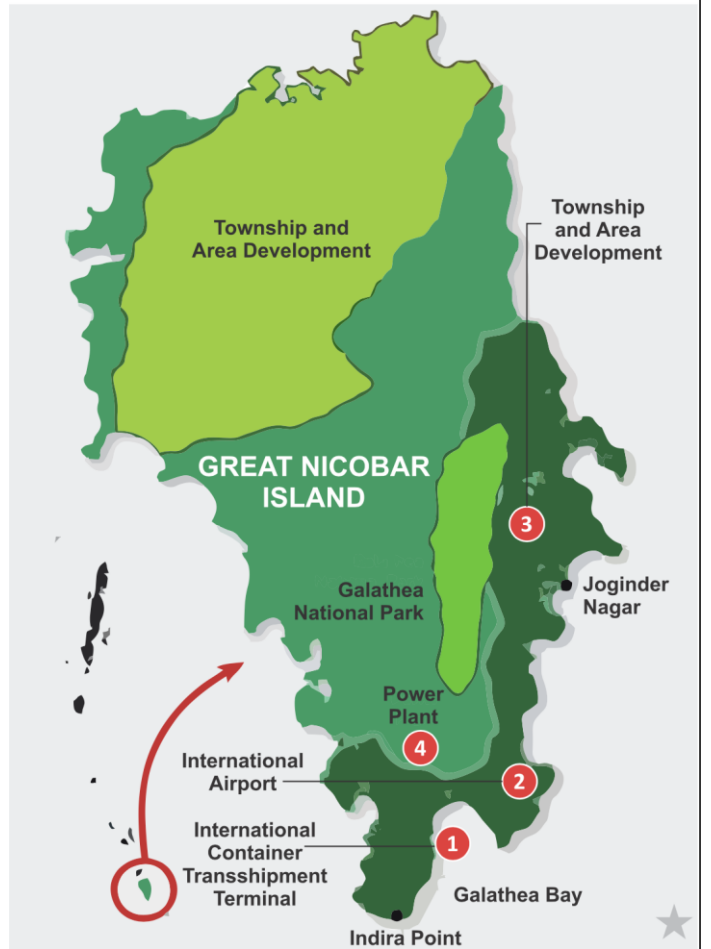 Township and
Area Development
Township
and Area
Development
GREAT NICOBAR
ISLAND
3
Galathea
National Park
Joginder
Nagar
Power
Plant
4
International
Airport
2
International
Container
Transshipment
Terminal
1
Galathea Bay
Indira Point